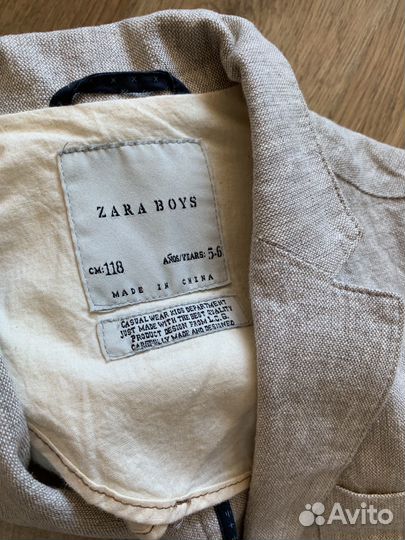 ZARA BOYS
CM:118 AÑOS/YEARS: 5-6
MADE IN CHINA
CASUAL WEAR KIDS DEPARTMENT
JUST MADE WITH THE BEST QUALITY
PRODUCT DESIGN FROM L.C.G.
CAREFULLY MADE AND DESIGNED
Avito